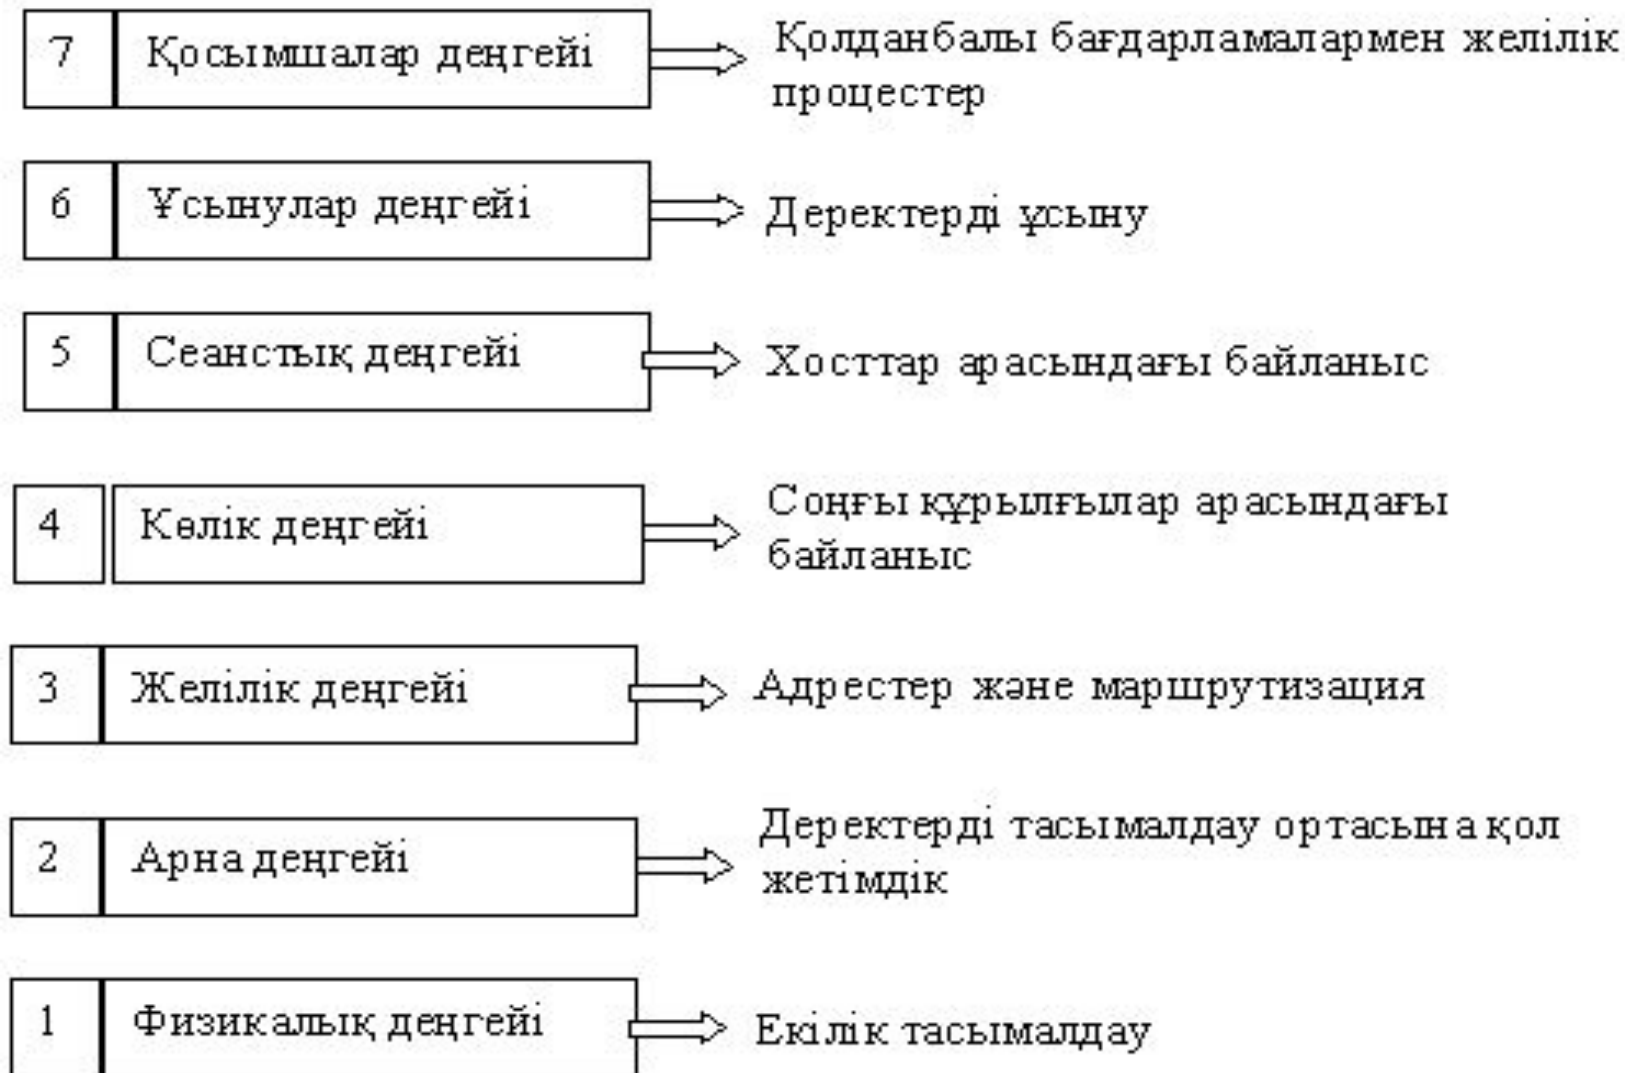 7 Қосымшалар деңгейі
Қолданбалы бағдарламалармен желілік
процестер
6 Ұсынулар деңгейі
Деректерді ұсыну
5 Сеанстық деңгейі
Хосттар арасындағы байланыс
4 Көлік деңгейі
Соңғы құрылғылар арасындағы
байланыс
3 Желілік деңгейі
Адрестер және маршрутизация
2 Арна деңгейі
Деректерді тасымалдау ортасына қол
жетімдік
1 Физикалық деңгейі
Екілік тасымалдау